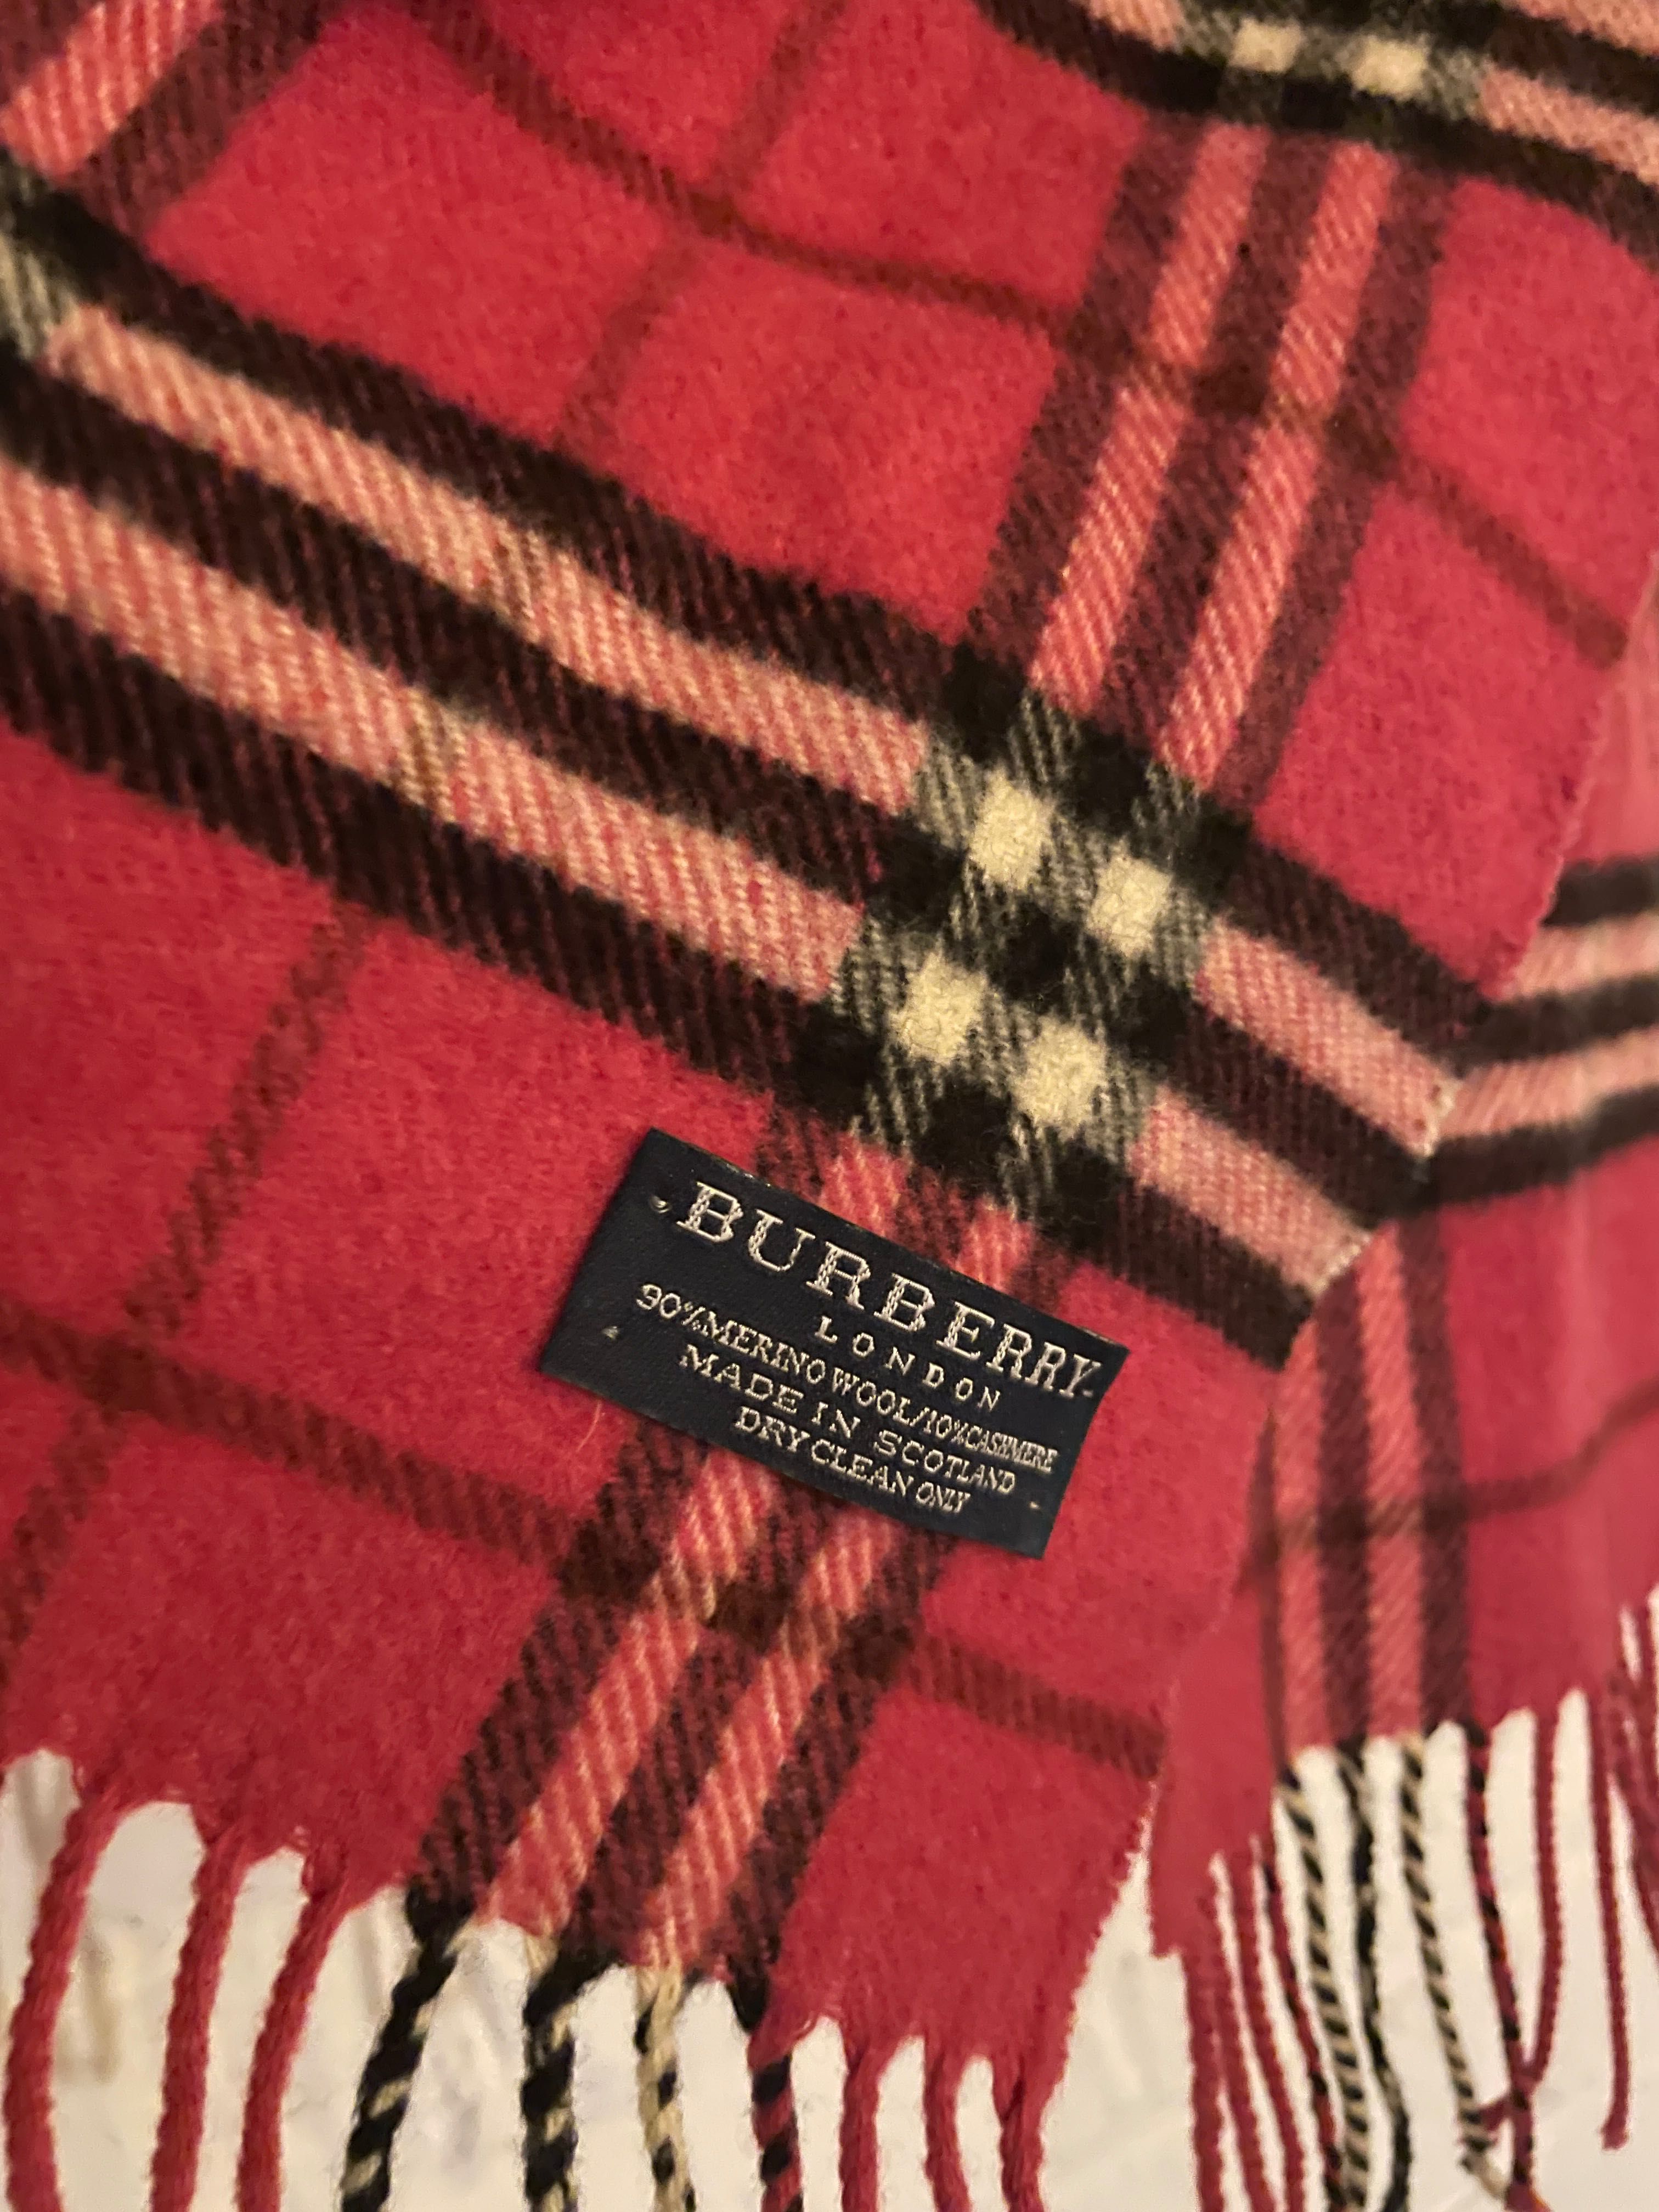 BURBERRY
LONDON
90%MERINO WOOL/10%CASHMERE
MADE IN SCOTLAND
DRY CLEAN ONLY